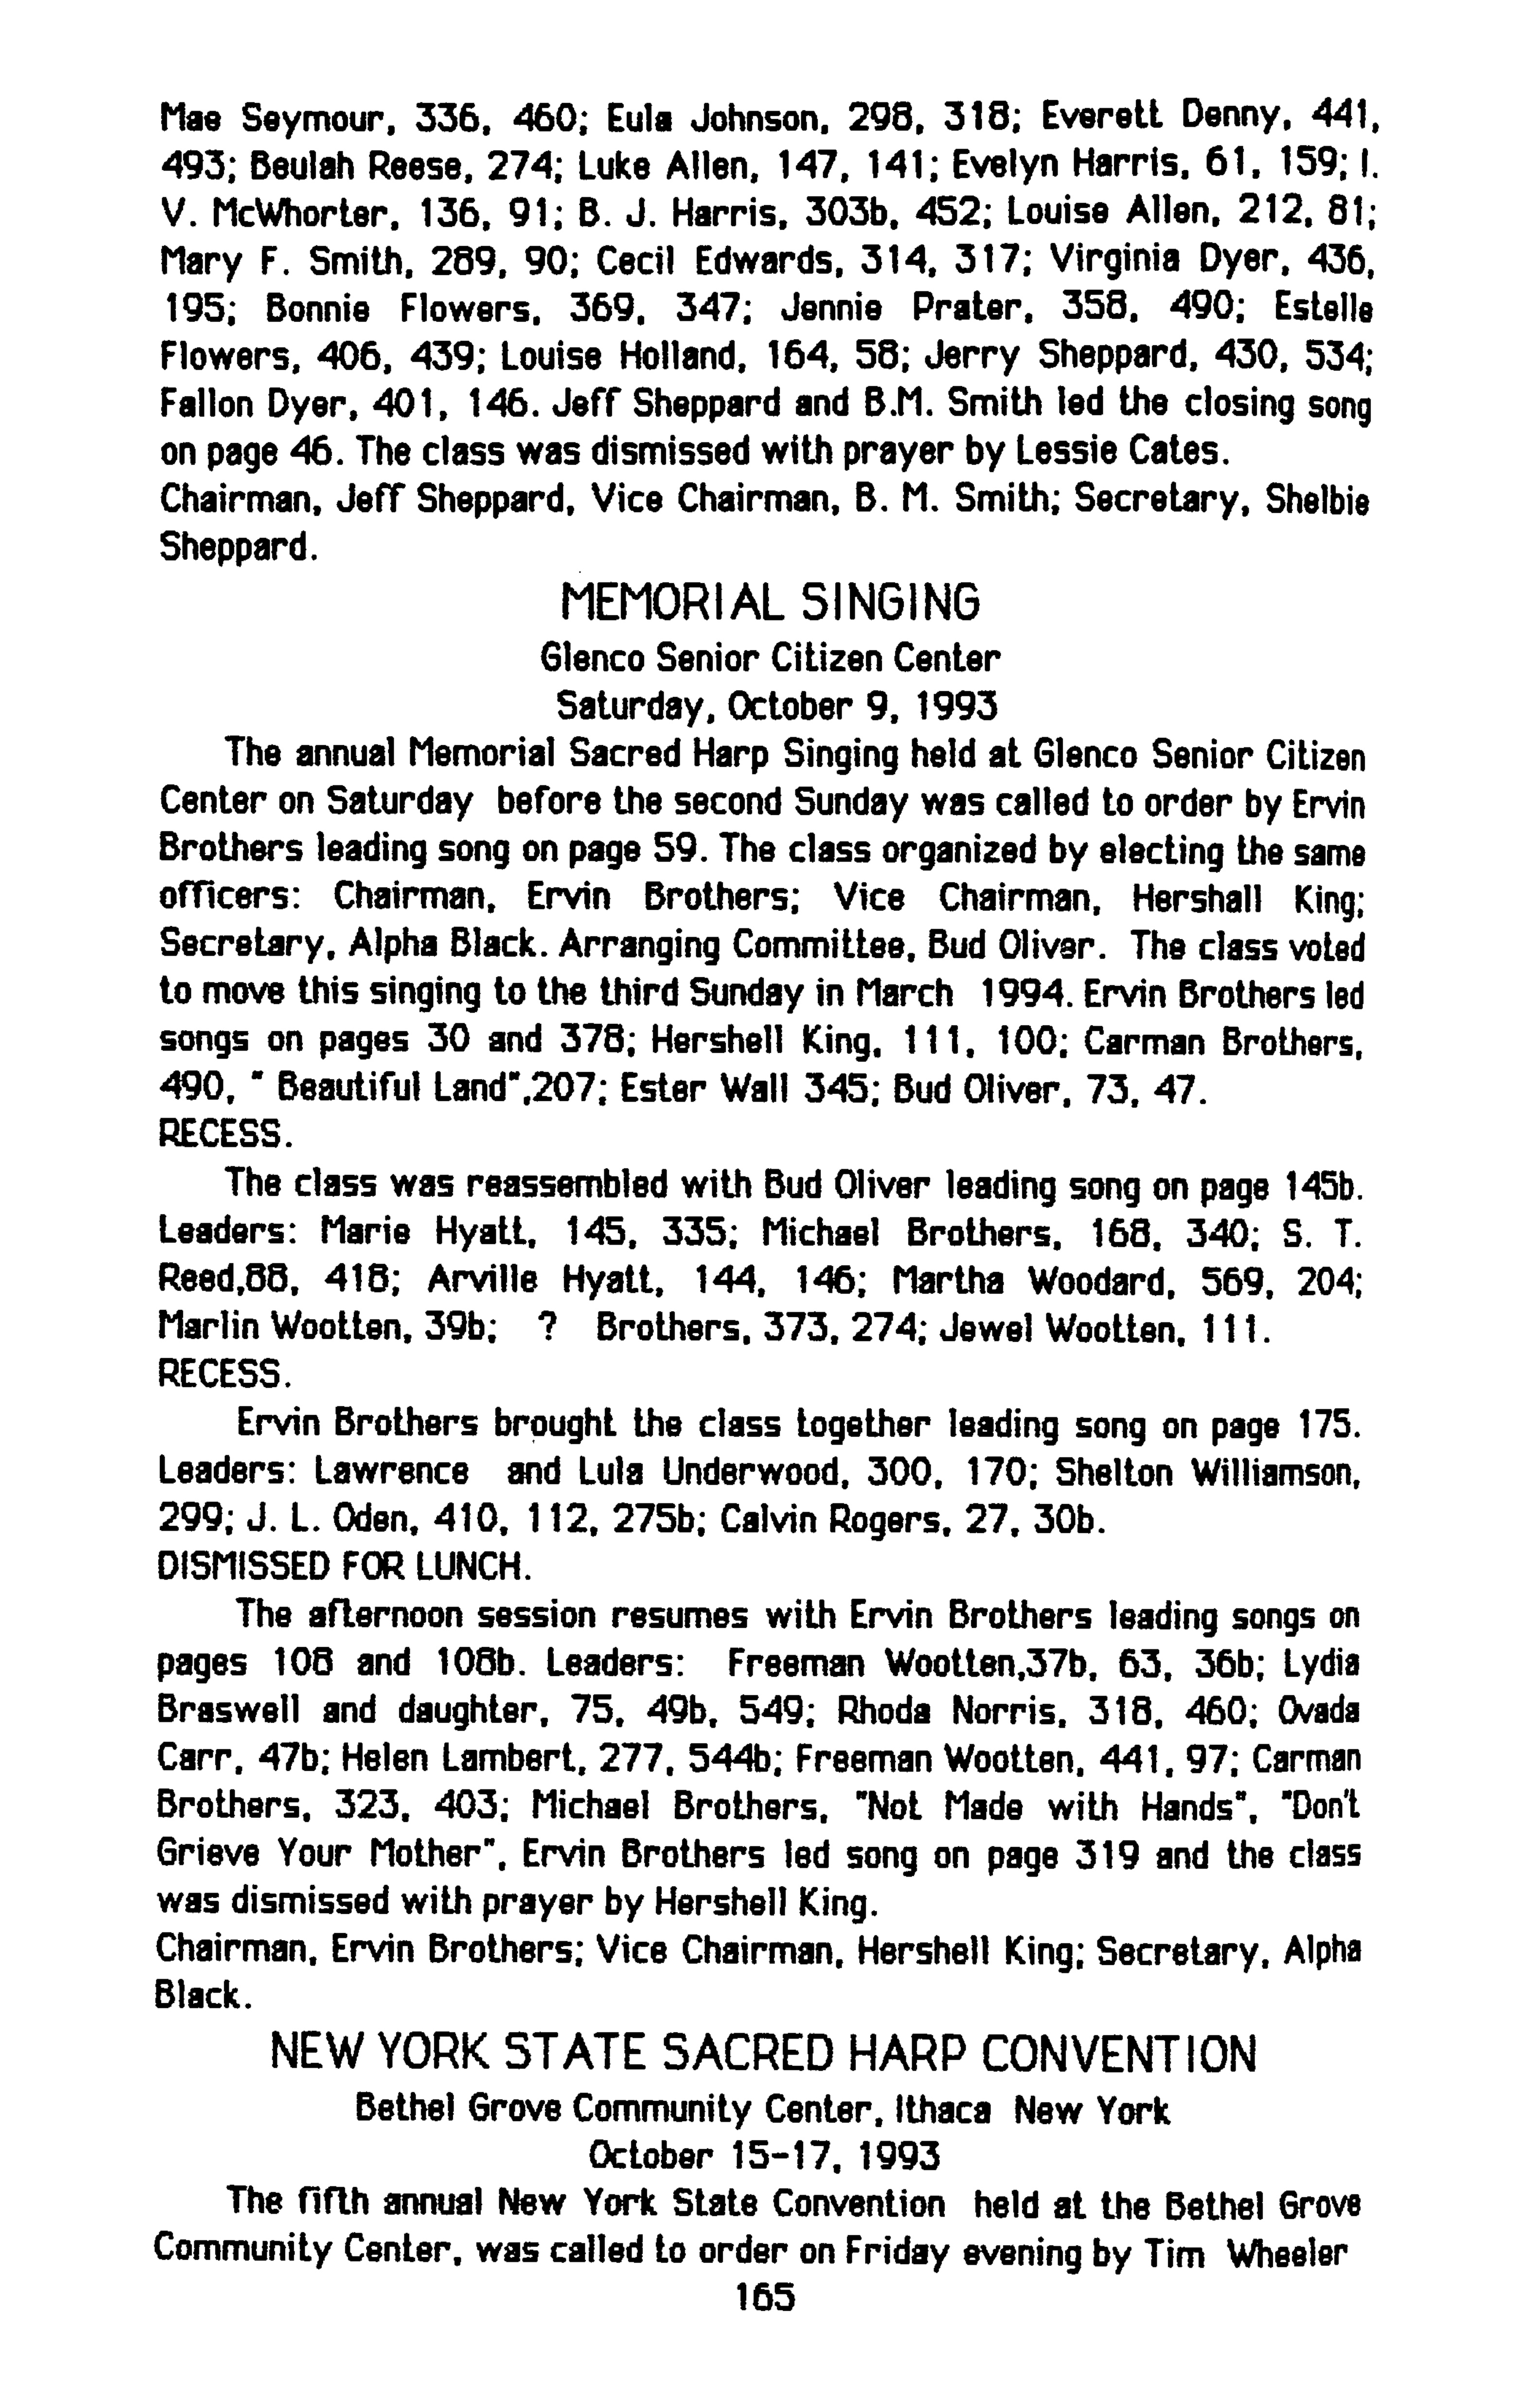 Mae Seymour, 336, 460; Eula Johnson, 298, 318; Everett Denny, 441,
493; Beulah Reese, 274; Luke Allen, 147, 141; Evelyn Harris, 61, 159; I.
V. McWhorter, 136, 91; B. J. Harris, 303b, 452; Louise Allen, 212, 81;
Mary F. Smith, 289, 90; Cecil Edwards, 314, 317; Virginia Dyer, 436,
195; Bonnie Flowers, 369, 347; Jennie Prater, 358, 490; Estelle
Flowers, 406, 439; Louise Holland, 164, 58; Jerry Sheppard, 430, 534;
Fallon Dyer, 401, 146. Jeff Sheppard and B.M. Smith led the closing song
on page 46. The class was dismissed with prayer by Lessie Cates.
Chairman, Jeff Sheppard, Vice Chairman, B. M. Smith; Secretary, Shelbie
Sheppard.
MEMORIAL SINGING
Glenco Senior Citizen Center
Saturday, October 9, 1993
The annual Memorial Sacred Harp Singing held at Glenco Senior Citizen
Center on Saturday before the second Sunday was called to order by Ervin
Brothers leading song on page 59. The class organized by electing the same
officers: Chairman, Ervin Brothers; Vice Chairman, Hershall King;
Secretary, Alpha Black. Arranging Committee, Bud Oliver. The class voted
to move this singing to the third Sunday in March 1994. Ervin Brothers led
songs on pages 30 and 378; Hershell King, 111, 100; Carman Brothers,
490, " Beautiful Land",207; Ester Wall 345; Bud Oliver, 73, 47.
RECESS.
The class was reassembled with Bud Oliver leading song on page 145b.
Leaders: Marie Hyatt, 145, 335; Michael Brothers, 168, 340; S. T.
Reed,88, 418; Arville Hyatt, 144, 146; Martha Woodard, 569, 204;
Marlin Wootten, 39b; ? Brothers, 373, 274; Jewel Wootten, 111.
RECESS.
Ervin Brothers brought the class together leading song on page 175.
Leaders: Lawrence and Lula Underwood, 300, 170; Shelton Williamson,
299; J. L. Oden, 410, 112, 275b; Calvin Rogers, 27, 30b.
DISMISSED FOR LUNCH.
The afternoon session resumes with Ervin Brothers leading songs on
pages 108 and 108b. Leaders: Freeman Wootten,37b, 63, 36b; Lydia
Braswell and daughter, 75, 49b, 549; Rhoda Norris, 318, 460; Ovada
Carr, 47b; Helen Lambert, 277, 544b; Freeman Wootten, 441, 97; Carman
Brothers, 323, 403; Michael Brothers, "Not Made with Hands", "Don't
Grieve Your Mother", Ervin Brothers led song on page 319 and the class
was dismissed with prayer by Hershell King.
Chairman, Ervin Brothers; Vice Chairman, Hershell King; Secretary, Alpha
Black.
NEW YORK STATE SACRED HARP CONVENTION
Bethel Grove Community Center, Ithaca New York
October 15-17, 1993
The fifth annual New York State Convention held at the Bethel Grove
Community Center, was called to order on Friday evening by Tim Wheeler
165